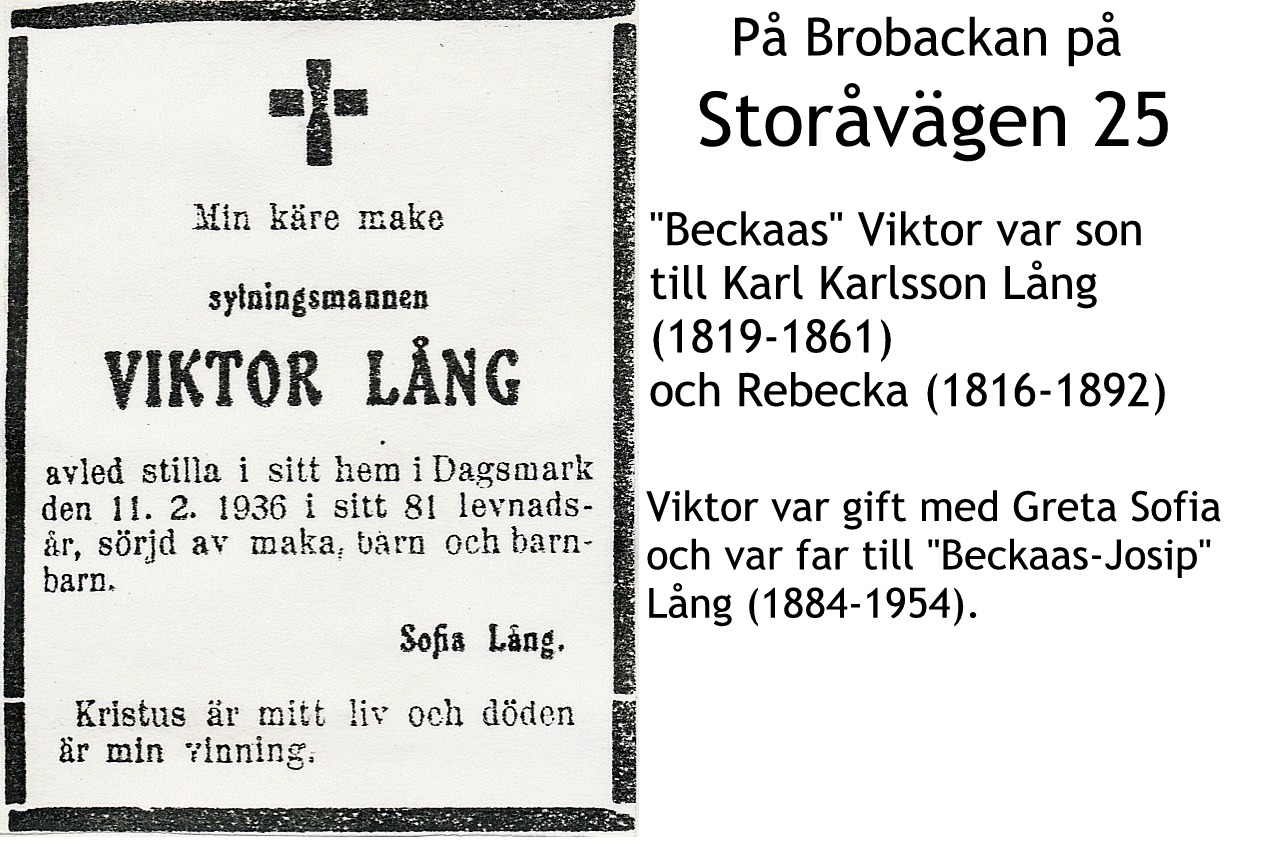 Min käre make
sytningsmannen
VIKTOR LÅNG
avled stilla i sitt hem i Dagsmark
den 11. 2. 1936 i sitt 81 levnads-
år, sörjd av maka, barn och barn-
barn.
Sofia Lång.
Kristus är mitt liv och döden
är min vinning.
På Brobackan på
Storåvägen 25
"Beckaas" Viktor var son
till Karl Karlsson Lång
(1819-1861)
och Rebecka (1816-1892)
Viktor var gift med Greta Sofia
och var far till "Beckaas-Josip"
Lång (1884-1954).